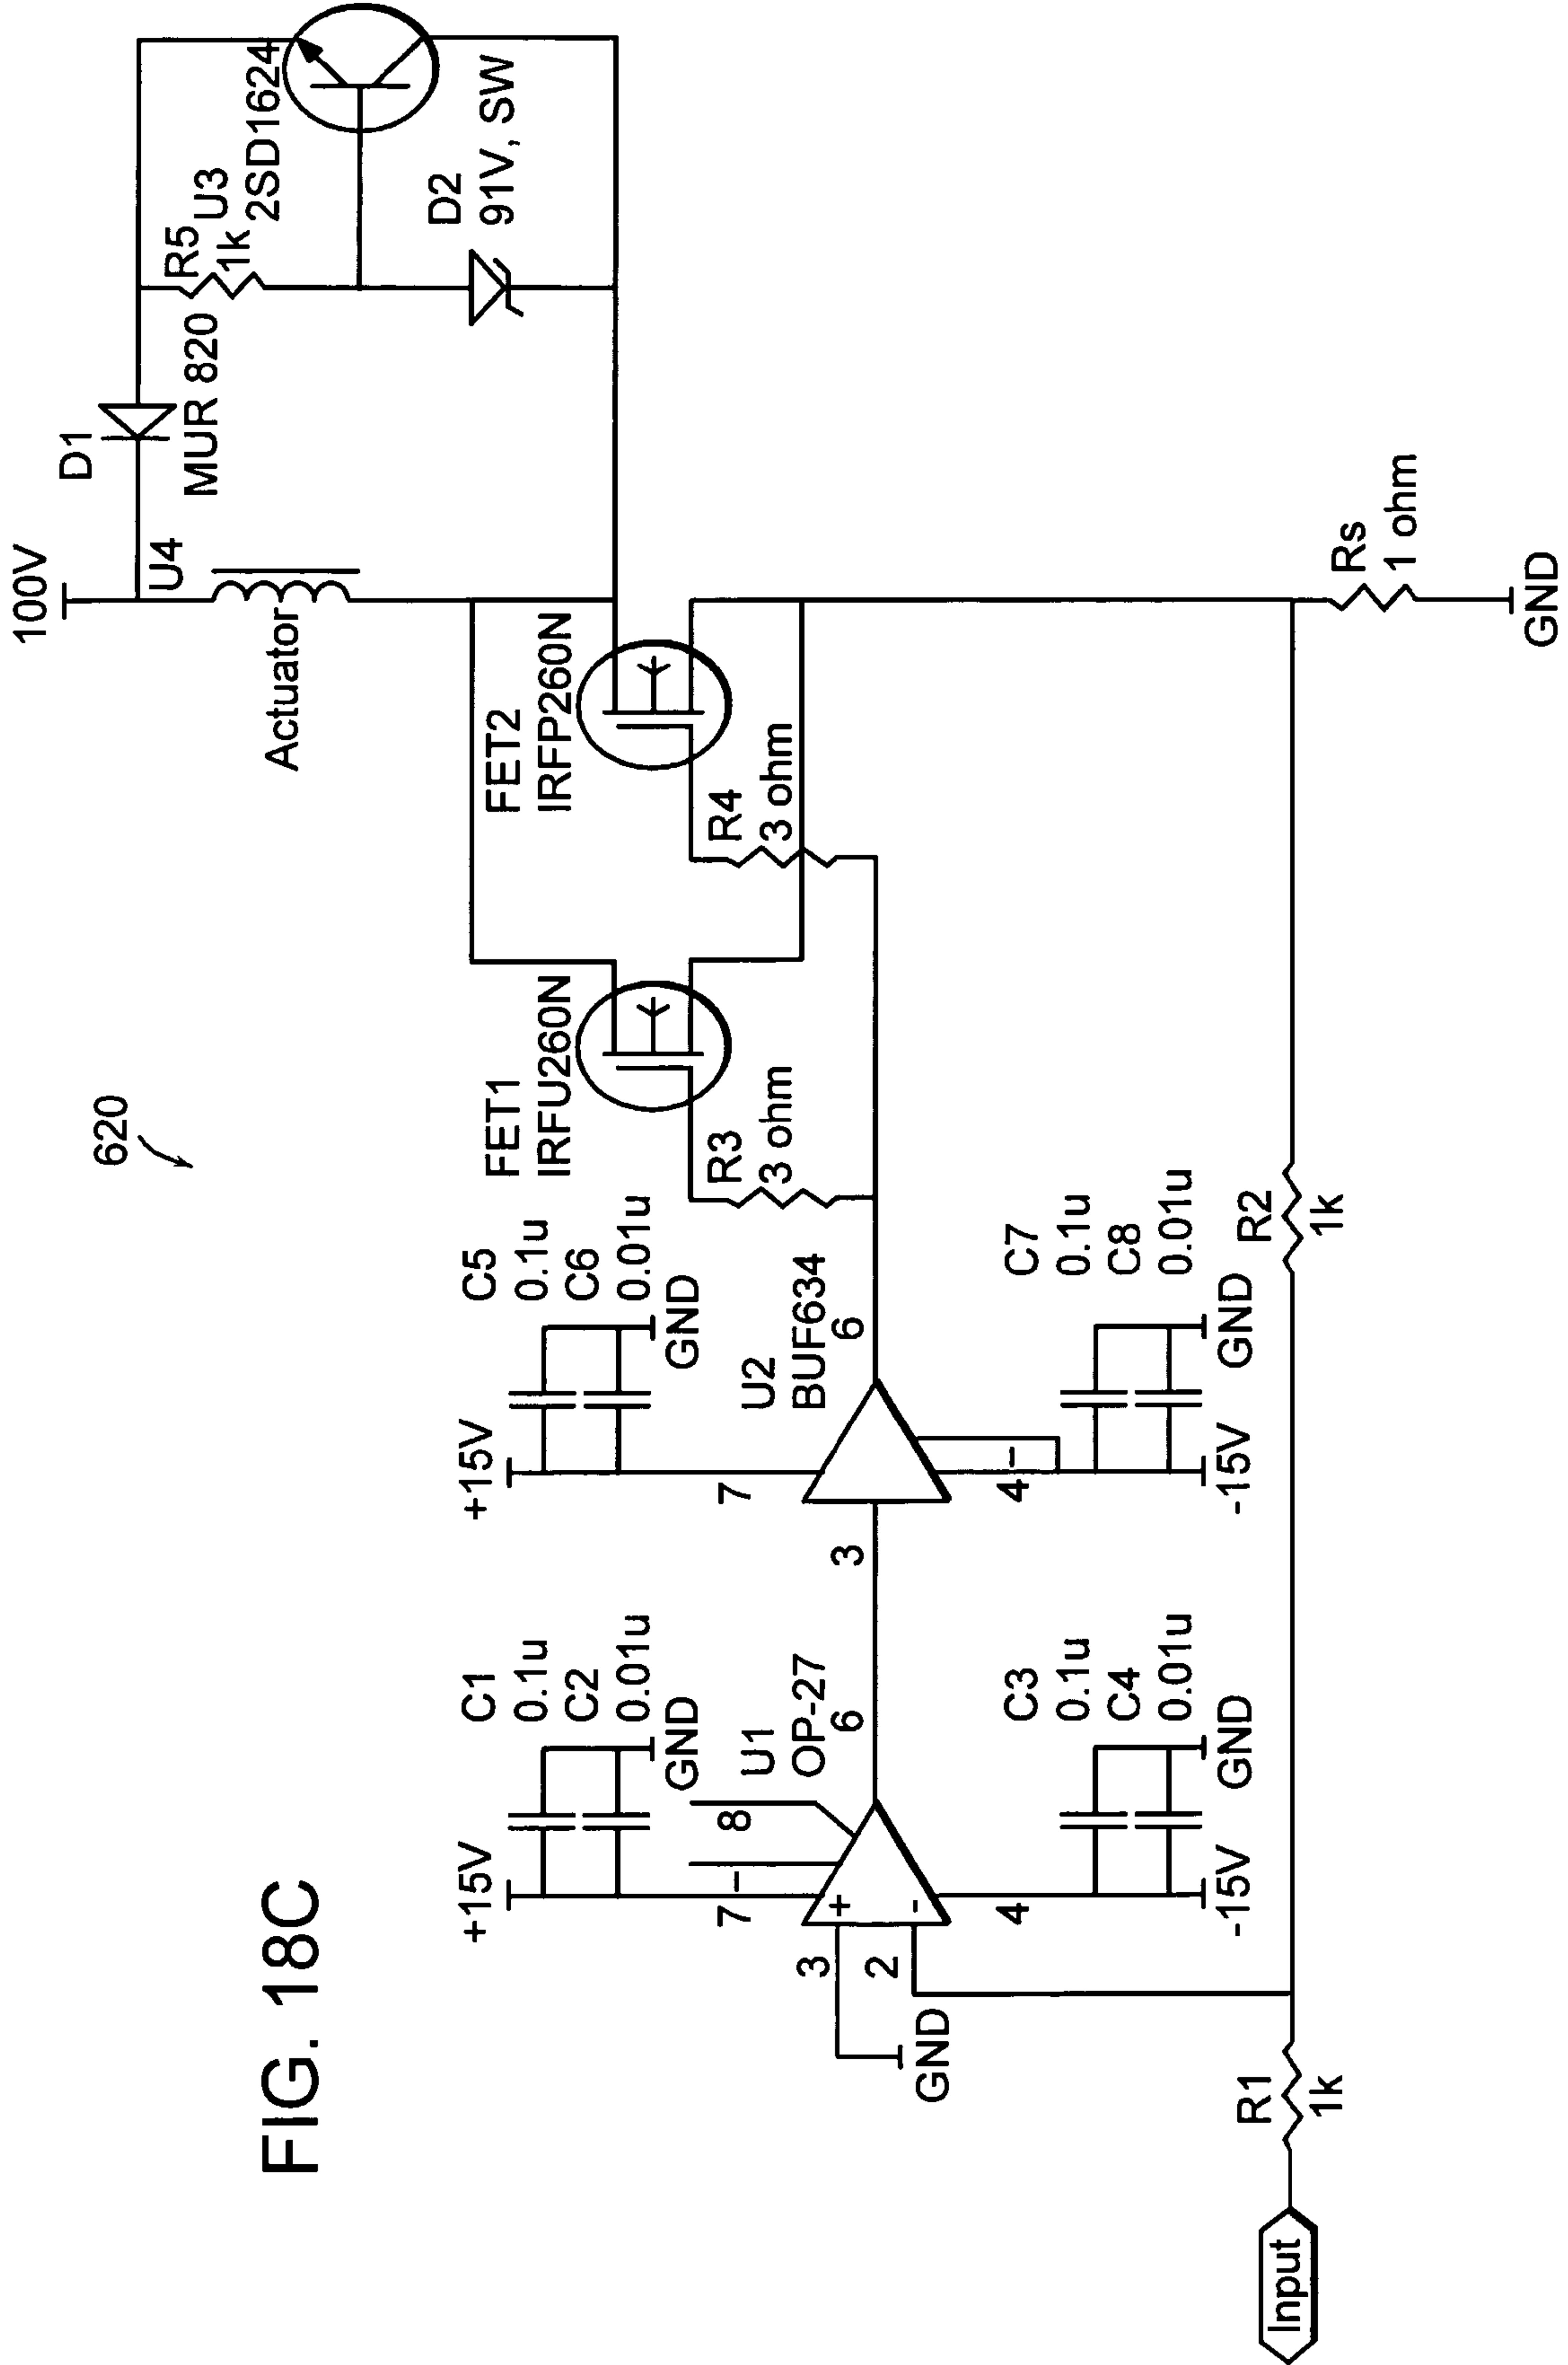 FIG. 18C
620
100V
D1
MUR 820
R5
1k
U3
2SD1624
D2
91V, SW
U4
Actuator
FET1
IRFU260N
FET2
IRFP260N
R3
3 ohm
R4
3 ohm
Rs
1 ohm
GND
+15V
C1
0.1u
C2
0.01u
GND
7
–
8
U1
OP-27
6
3
+
2
-
GND
4
C3
0.1u
C4
0.01u
GND
-15V
+15V
C5
0.1u
C6
0.01u
GND
7
U2
BUF634
6
3
4
–
C7
0.1u
C8
0.01u
GND
-15V
Input
R1
1k
R2
1k